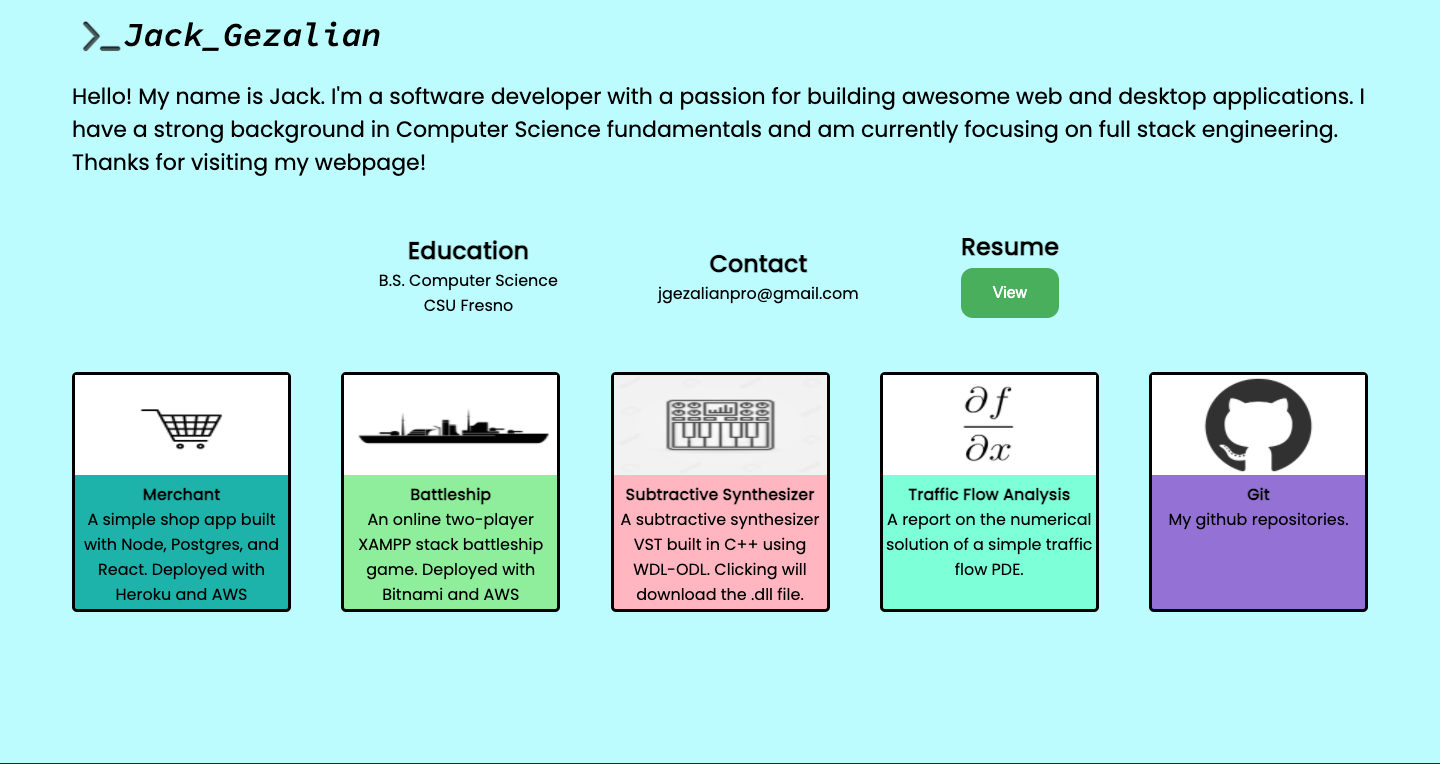 >_Jack_Gezalian
Hello! My name is Jack. I'm a software developer with a passion for building awesome web and desktop applications. I
have a strong background in Computer Science fundamentals and am currently focusing on full stack engineering.
Thanks for visiting my webpage!
Education
B.S. Computer Science
CSU Fresno
Contact
jgezalianpro@gmail.com
Resume
View
Merchant
A simple shop app built
with Node, Postgres, and
React. Deployed with
Heroku and AWS
Battleship
An online two-player
XAMPP stack battleship
game. Deployed with
Bitnami and AWS
Subtractive Synthesizer
A subtractive synthesizer
VST built in C++ using
WDL-ODL. Clicking will
download the .dll file.
∂f
∂x
Traffic Flow Analysis
A report on the numerical
solution of a simple traffic
flow PDE.
Git
My github repositories.